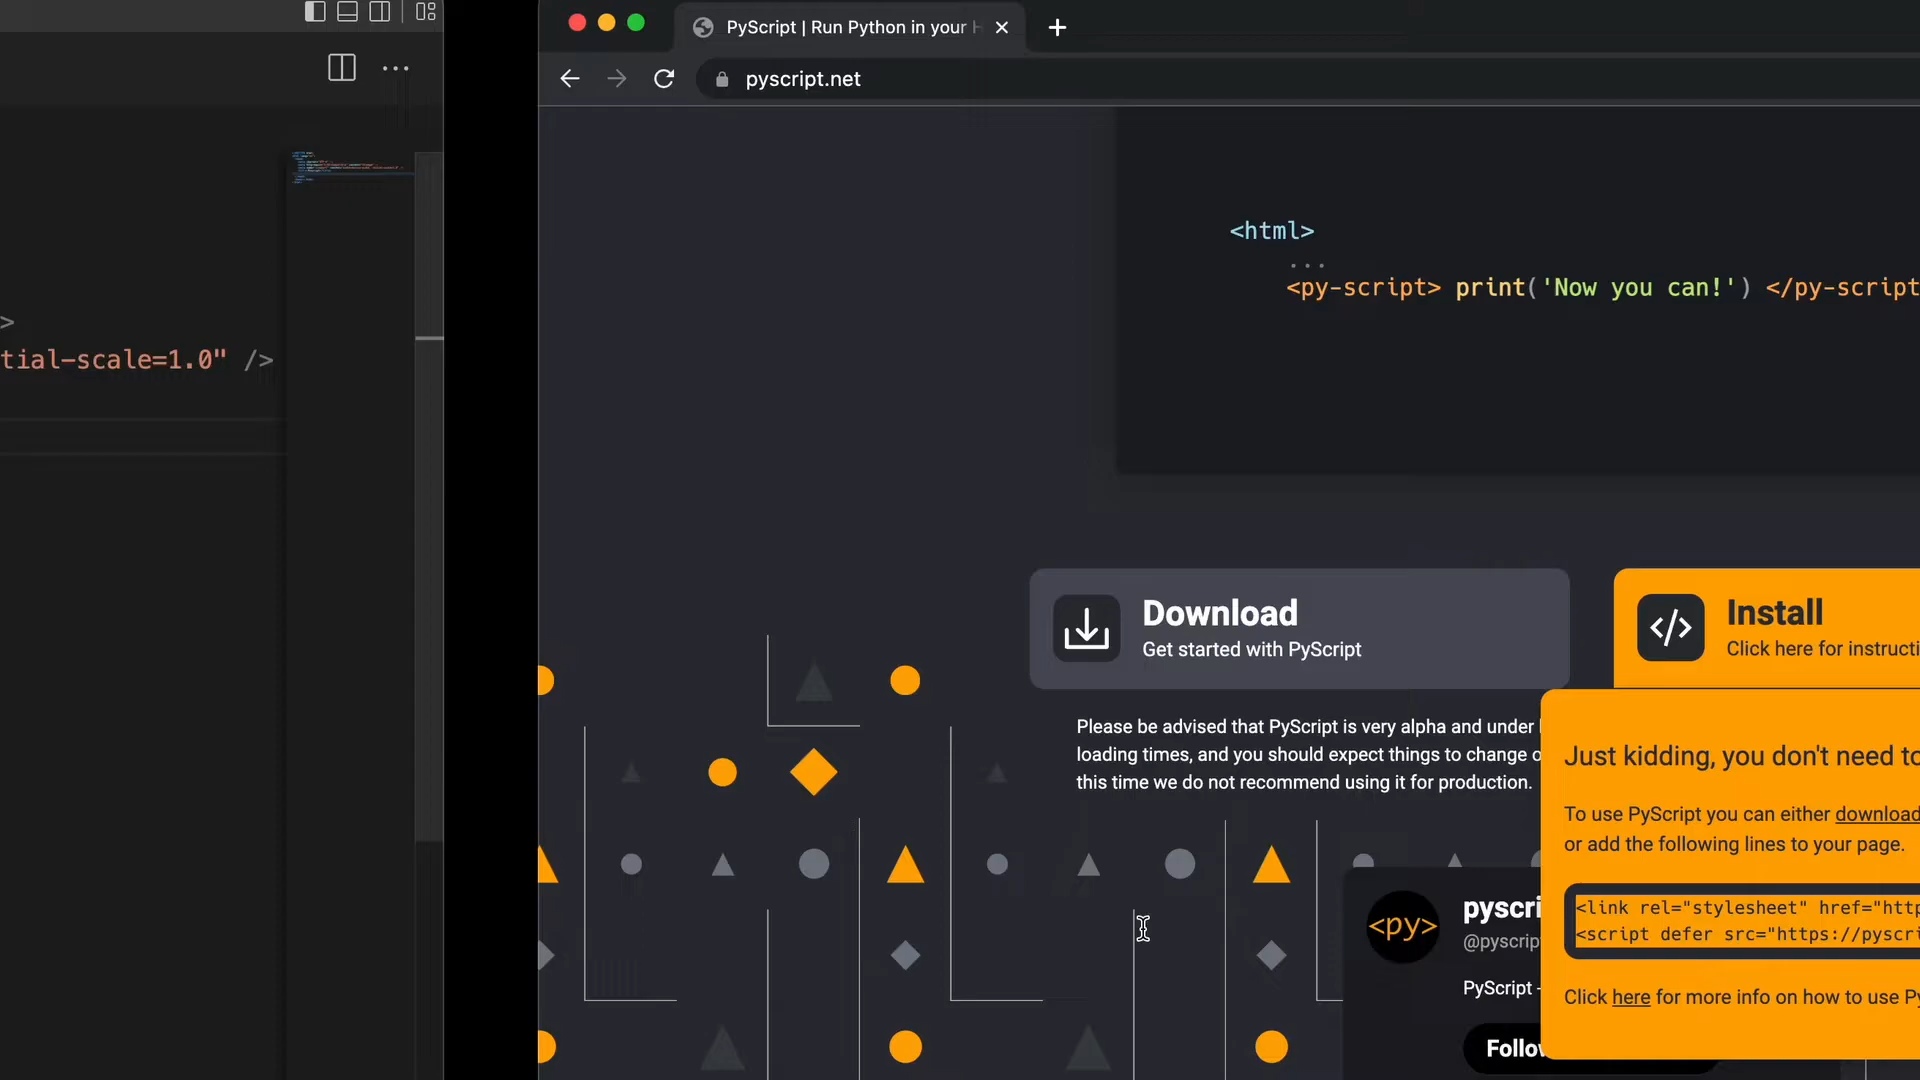 PyScript | Run Python in your
pyscript.net
>
tial-scale=1.0" />
<html>
...
<py-script> print('Now you can!') </py-script
Download
Get started with PyScript
Install
Click here for instructi
Please be advised that PyScript is very alpha and under
loading times, and you should expect things to change o
this time we do not recommend using it for production.
Just kidding, you don't need to
To use PyScript you can either download
or add the following lines to your page.
<link rel="stylesheet" href="http
<script defer src="https://pyscri
Click here for more info on how to use Py
<py>
pyscri
@pyscrip
PyScript -
Follow